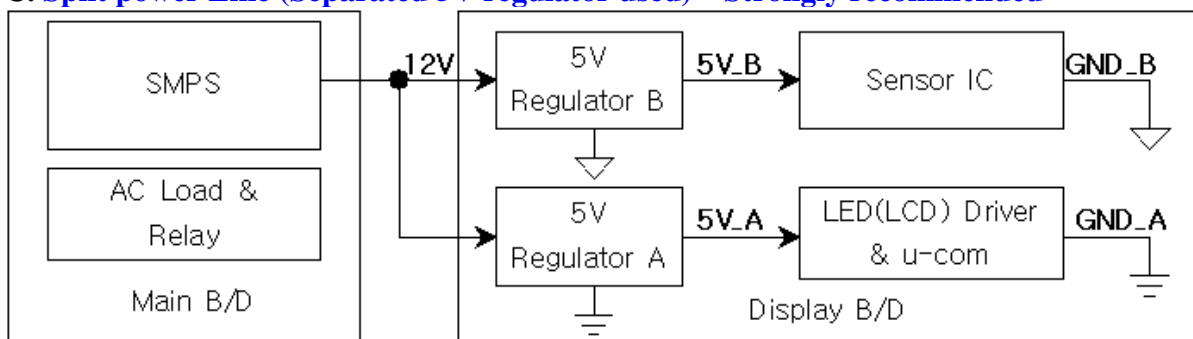 Split power Line (Separated 5V regulator used) – Strongly recommended
SMPS
12V
5V
Regulator B
5V_B
Sensor IC
GND_B
AC Load &
Relay
5V
Regulator A
5V_A
LED(LCD) Driver
& u-com
GND_A
Main B/D
Display B/D